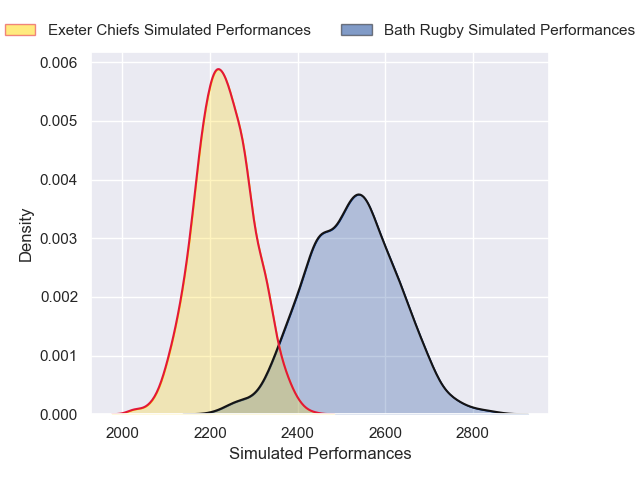 Exeter Chiefs Simulated Performances Bath Rugby Simulated Performances
0.006
0.005
0.004
0.003
0.002
0.001
0.000
Density
2000 2200 2400 2600 2800
Simulated Performances